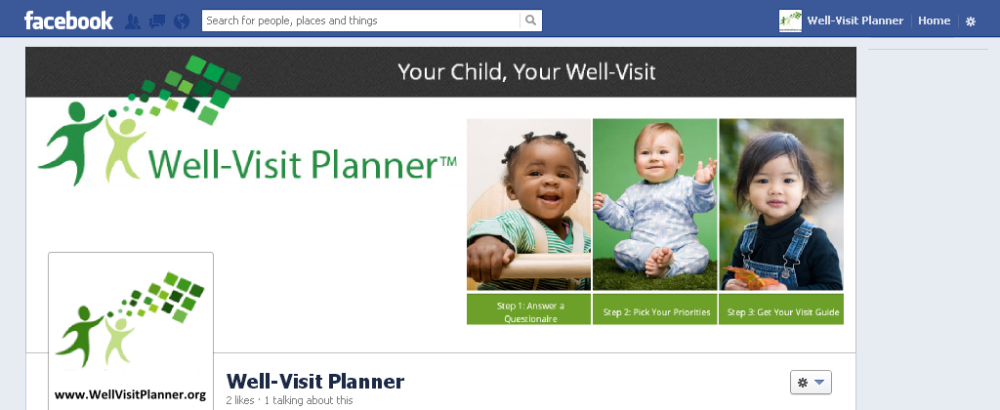 facebook
Search for people, places and things
Well-Visit Planner
Home
Your Child, Your Well-Visit
Well-Visit Planner™
Step 1: Answer a
Questionaire
Step 2: Pick Your Priorities
Step 3: Get Your Visit Guide
www.WellVisitPlanner.org
Well-Visit Planner
2 likes · 1 talking about this